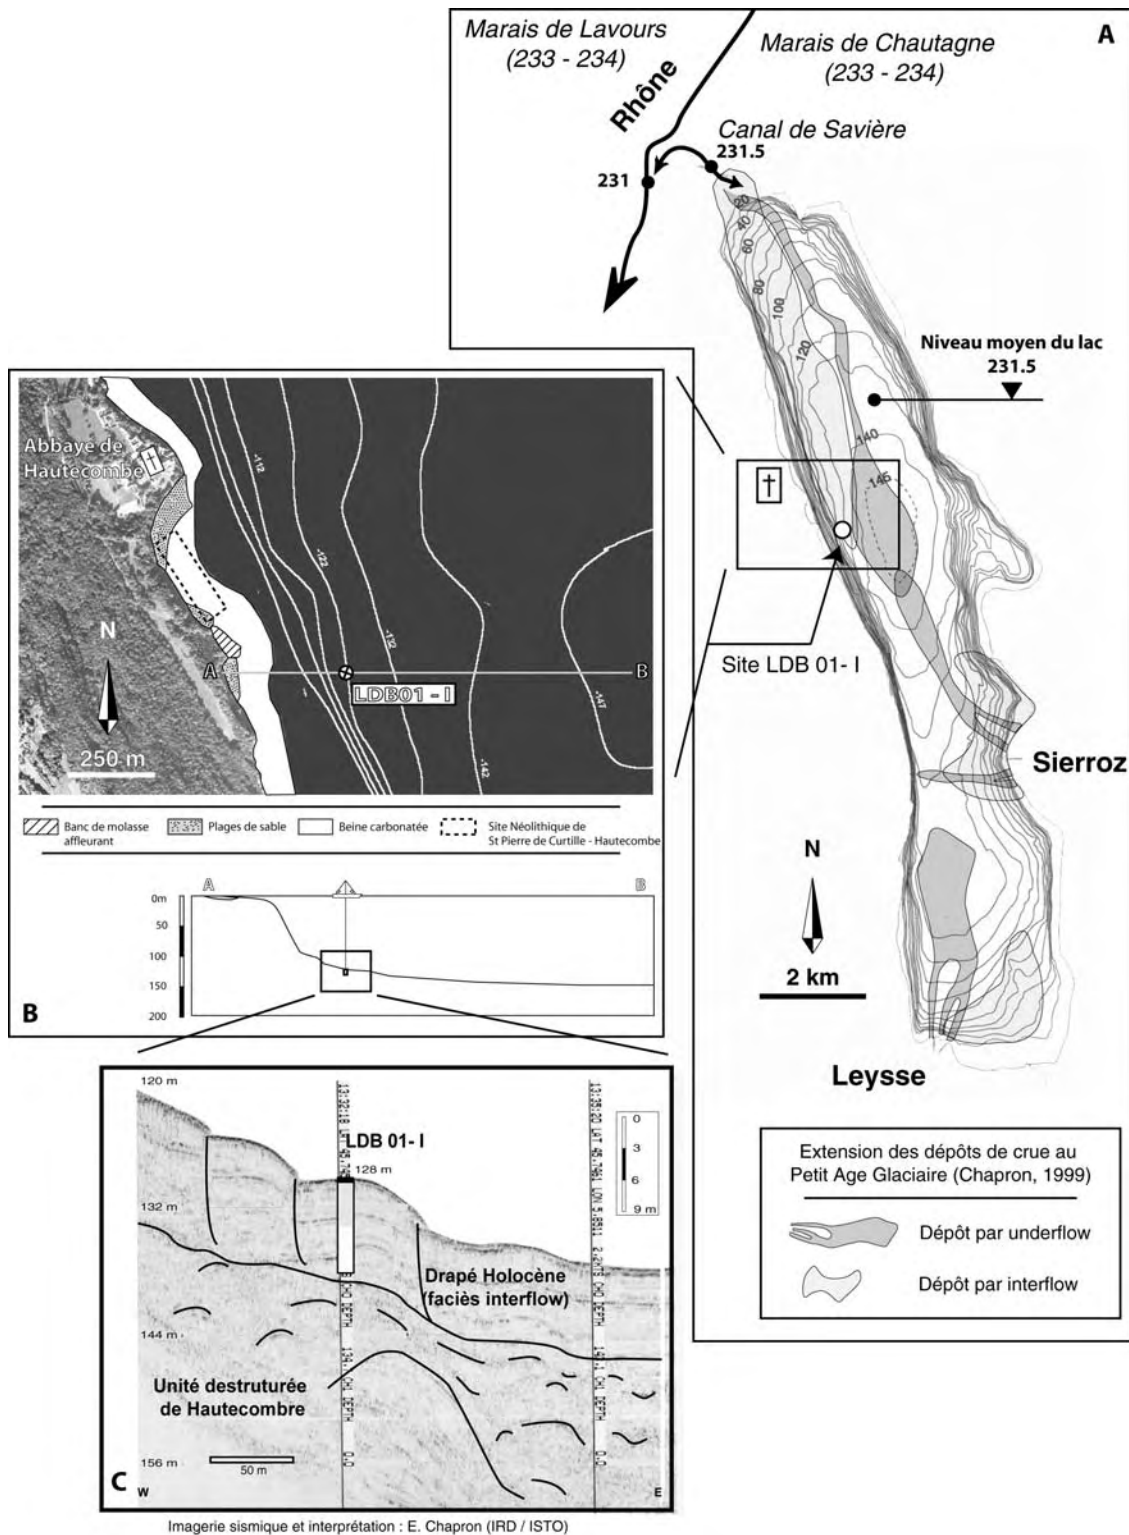 Marais de Lavours
(233 - 234)
Marais de Chautagne
(233 - 234)
A
Rhône
Canal de Savière
231.5
231
20
40
60
80
100
120
140
145
Niveau moyen du lac
231.5
Site LDB 01- I
Sierroz
N
2 km
Leysse
Extension des dépôts de crue au
Petit Age Glaciaire (Chapron, 1999)
Dépôt par underflow
Dépôt par interflow
Abbaye de
Hautecombe
-112
-122
-132
-142
-147
N
A
B
LDB01 - I
250 m
Banc de molasse
affleurant
Plages de sable
Beine carbonatée
Site Néolithique de
St Pierre de Curtille - Hautecombe
A
B
0m
50
100
150
200
B
120 m
132 m
144 m
156 m
LDB 01- I
128 m
0
3
6
9 m
Drapé Holocène
(faciès interflow)
Unité destruturée
de Hautecombre
50 m
C
W
E
Imagerie sismique et interprétation : E. Chapron (IRD / ISTO)